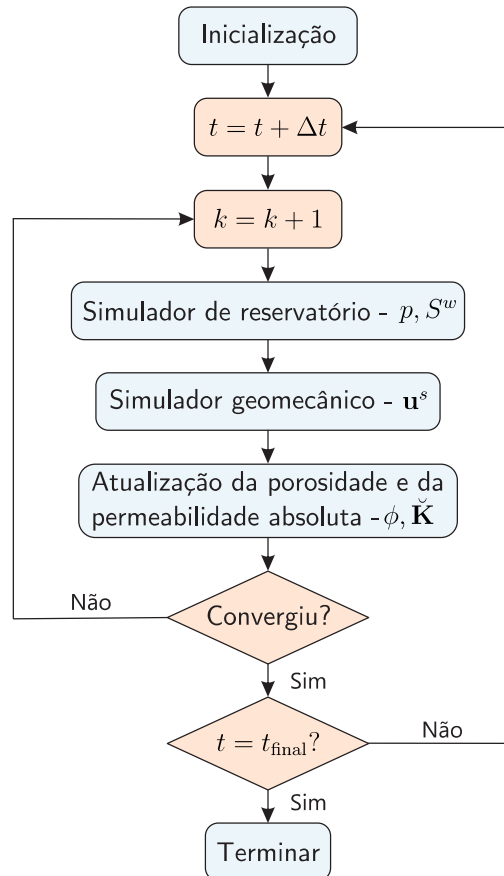 Inicialização
t = t + Δt
k = k + 1
Simulador de reservatório - p, S^w
Simulador geomecânico - u^s
Atualização da porosidade e da
permeabilidade absoluta - ϕ, K̆
Não
Convergiu?
Sim
t = t_final?
Não
Sim
Terminar